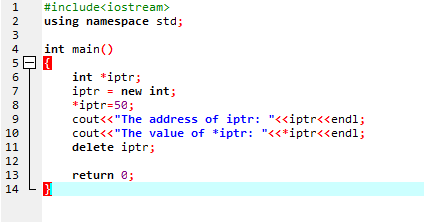 1 #include<iostream>
2 using namespace std;
3
4 int main()
5 {
6 int *iptr;
7 iptr = new int;
8 *iptr=50;
9 cout<<"The address of iptr: "<<iptr<<endl;
10 cout<<"The value of *iptr: "<<*iptr<<endl;
11 delete iptr;
12
13 return 0;
14 }